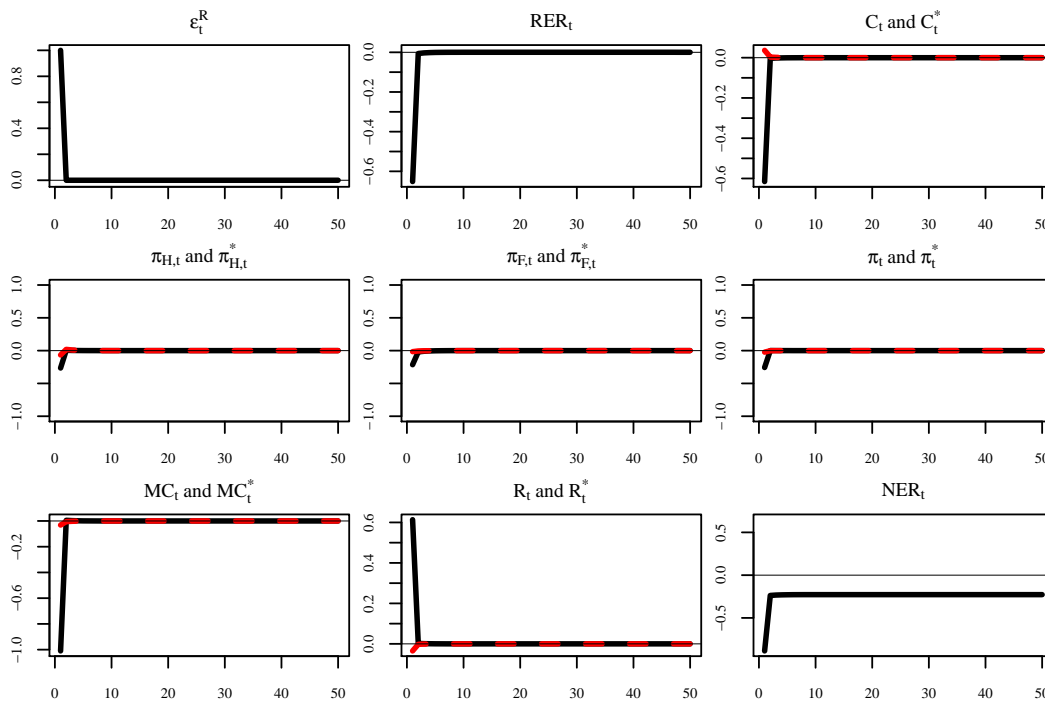 ε_t^R
RER_t
C_t and C_t^*
0.0 0.4 0.8
0 10 20 30 40 50
−0.6 −0.4 −0.2 0.0
0 10 20 30 40 50
−0.6 −0.4 −0.2 0.0
0 10 20 30 40 50
π_{H,t} and π_{H,t}^*
π_{F,t} and π_{F,t}^*
π_t and π_t^*
−1.0 0.0 0.5 1.0
0 10 20 30 40 50
−1.0 0.0 0.5 1.0
0 10 20 30 40 50
−1.0 0.0 0.5 1.0
0 10 20 30 40 50
MC_t and MC_t^*
R_t and R_t^*
NER_t
−1.0 −0.6 −0.2
0 10 20 30 40 50
0.0 0.2 0.4 0.6
0 10 20 30 40 50
−0.5 0.0 0.5
0 10 20 30 40 50